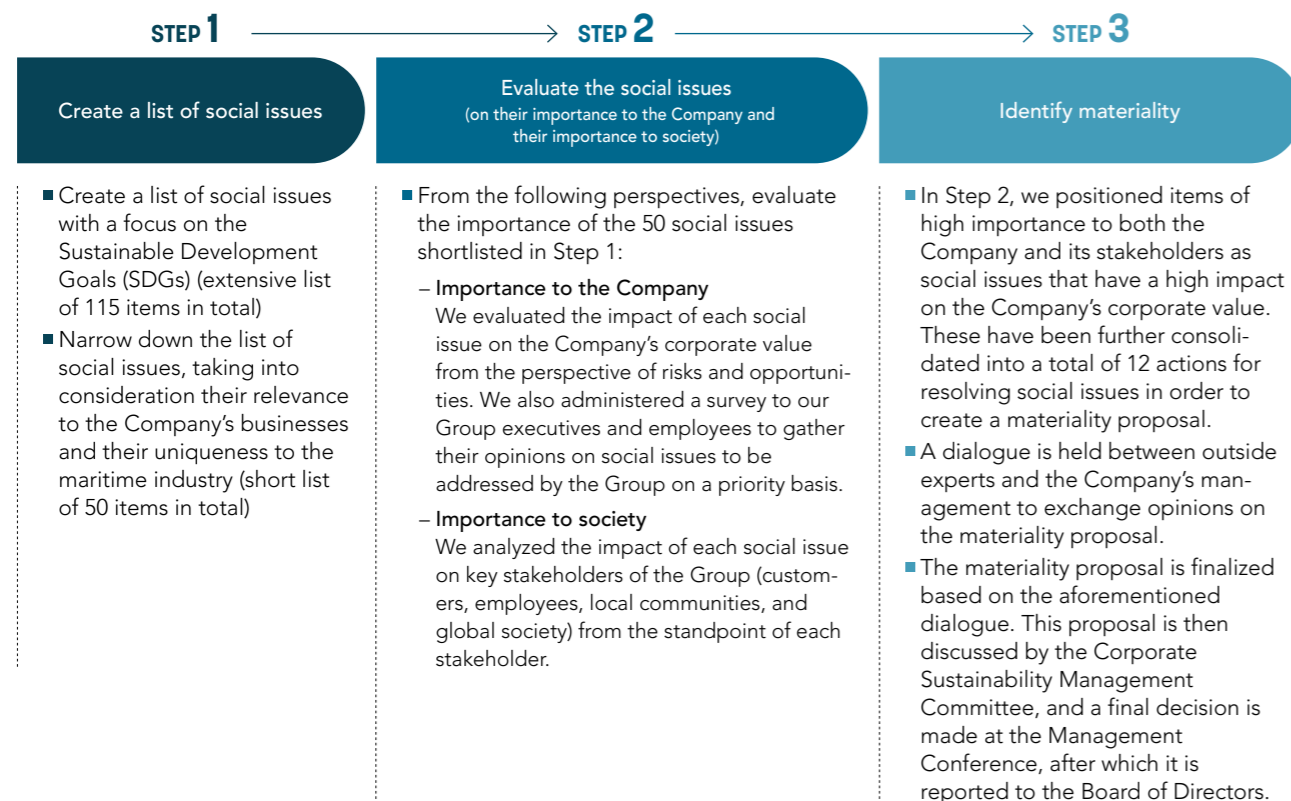 STEP 1
STEP 2
STEP 3
Create a list of social issues
Evaluate the social issues
(on their importance to the Company and
their importance to society)
Identify materiality
■ Create a list of social issues
with a focus on the
Sustainable Development
Goals (SDGs) (extensive list
of 115 items in total)
■ Narrow down the list of
social issues, taking into
consideration their relevance
to the Company’s businesses
and their uniqueness to the
maritime industry (short list
of 50 items in total)
■ From the following perspectives, evaluate
the importance of the 50 social issues
shortlisted in Step 1:
– Importance to the Company
We evaluated the impact of each social
issue on the Company’s corporate value
from the perspective of risks and opportuni-
ties. We also administered a survey to our
Group executives and employees to gather
their opinions on social issues to be
addressed by the Group on a priority basis.
– Importance to society
We analyzed the impact of each social issue
on key stakeholders of the Group (custom-
ers, employees, local communities, and
global society) from the standpoint of each
stakeholder.
■ In Step 2, we positioned items of
high importance to both the
Company and its stakeholders as
social issues that have a high impact
on the Company’s corporate value.
These have been further consoli-
dated into a total of 12 actions for
resolving social issues in order to
create a materiality proposal.
■ A dialogue is held between outside
experts and the Company’s man-
agement to exchange opinions on
the materiality proposal.
■ The materiality proposal is finalized
based on the aforementioned
dialogue. This proposal is then
discussed by the Corporate
Sustainability Management
Committee, and a final decision is
made at the Management
Conference, after which it is
reported to the Board of Directors.